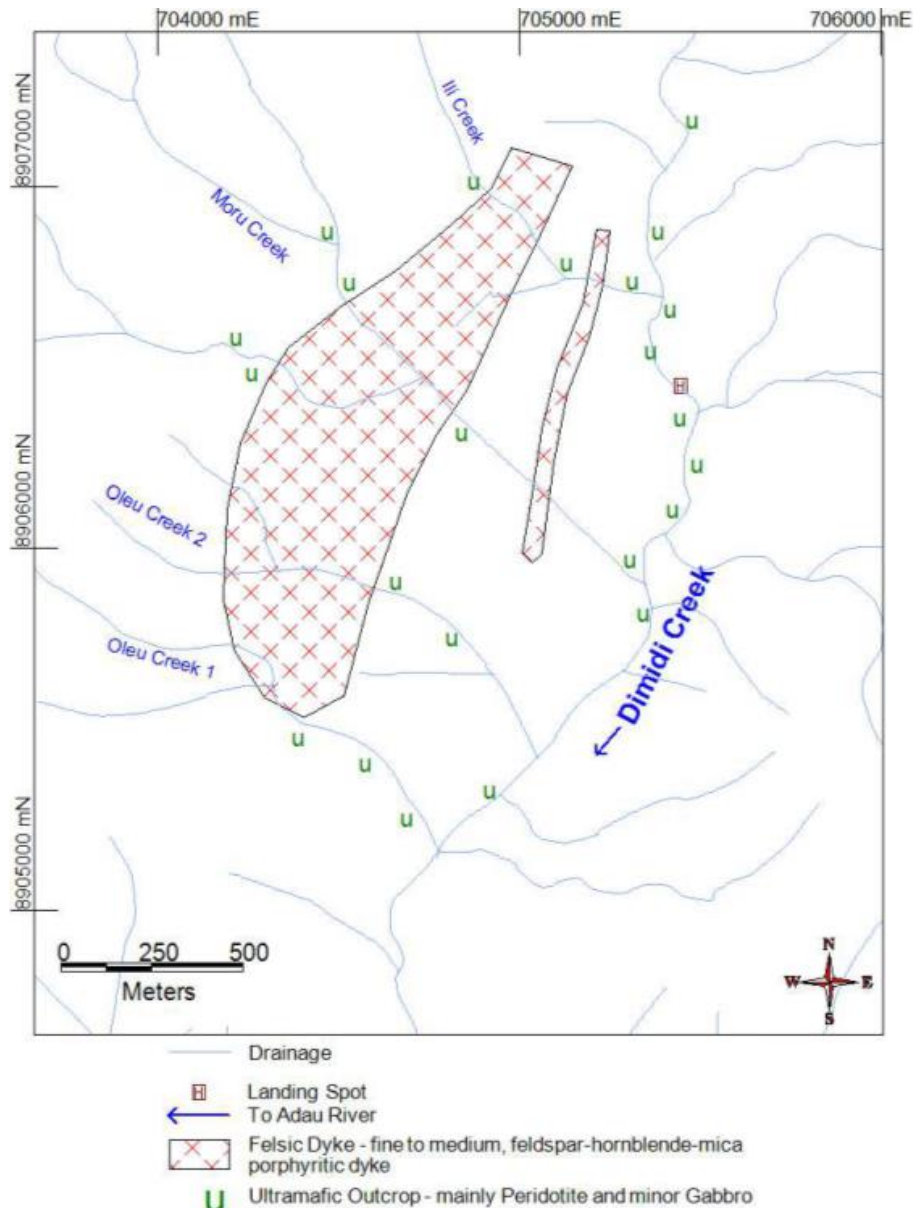 704000 mE
705000 mE
706000 mE
8907000 mN
8906000 mN
8905000 mN
Ili Creek
Moru Creek
Oleu Creek 2
Oleu Creek 1
Dimidi Creek
u
u
u
u
u
u
u
u
u
u
u
u
H
u
u
u
u
u
u
u
u
u
u
u
u
0 250 500
Meters
N
W E
S
Drainage
H Landing Spot
To Adau River
Felsic Dyke - fine to medium, feldspar-hornblende-mica
porphyritic dyke
u Ultramafic Outcrop - mainly Peridotite and minor Gabbro